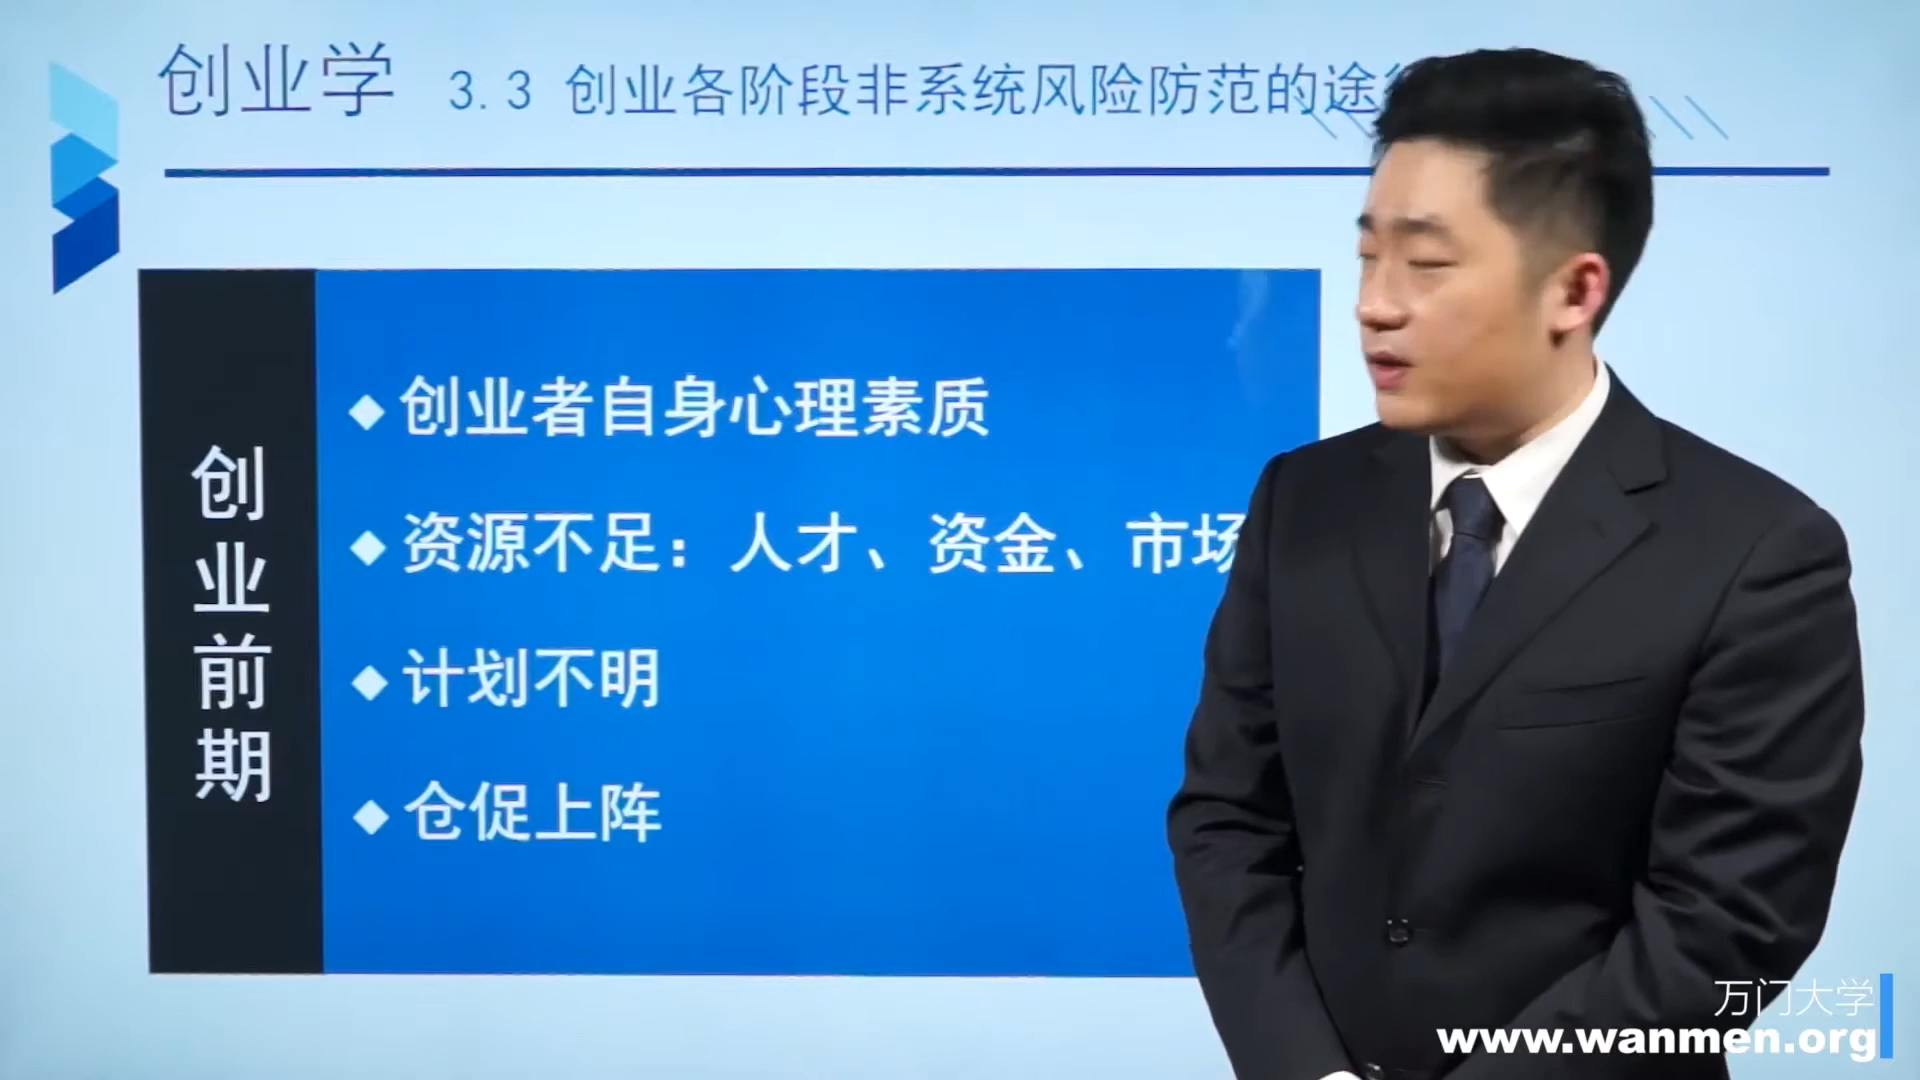 创业学 3.3 创业各阶段非系统风险防范的途
创业前期
创业者自身心理素质
资源不足：人才、资金、市场
计划不明
仓促上阵
万门大学
www.wanmen.org